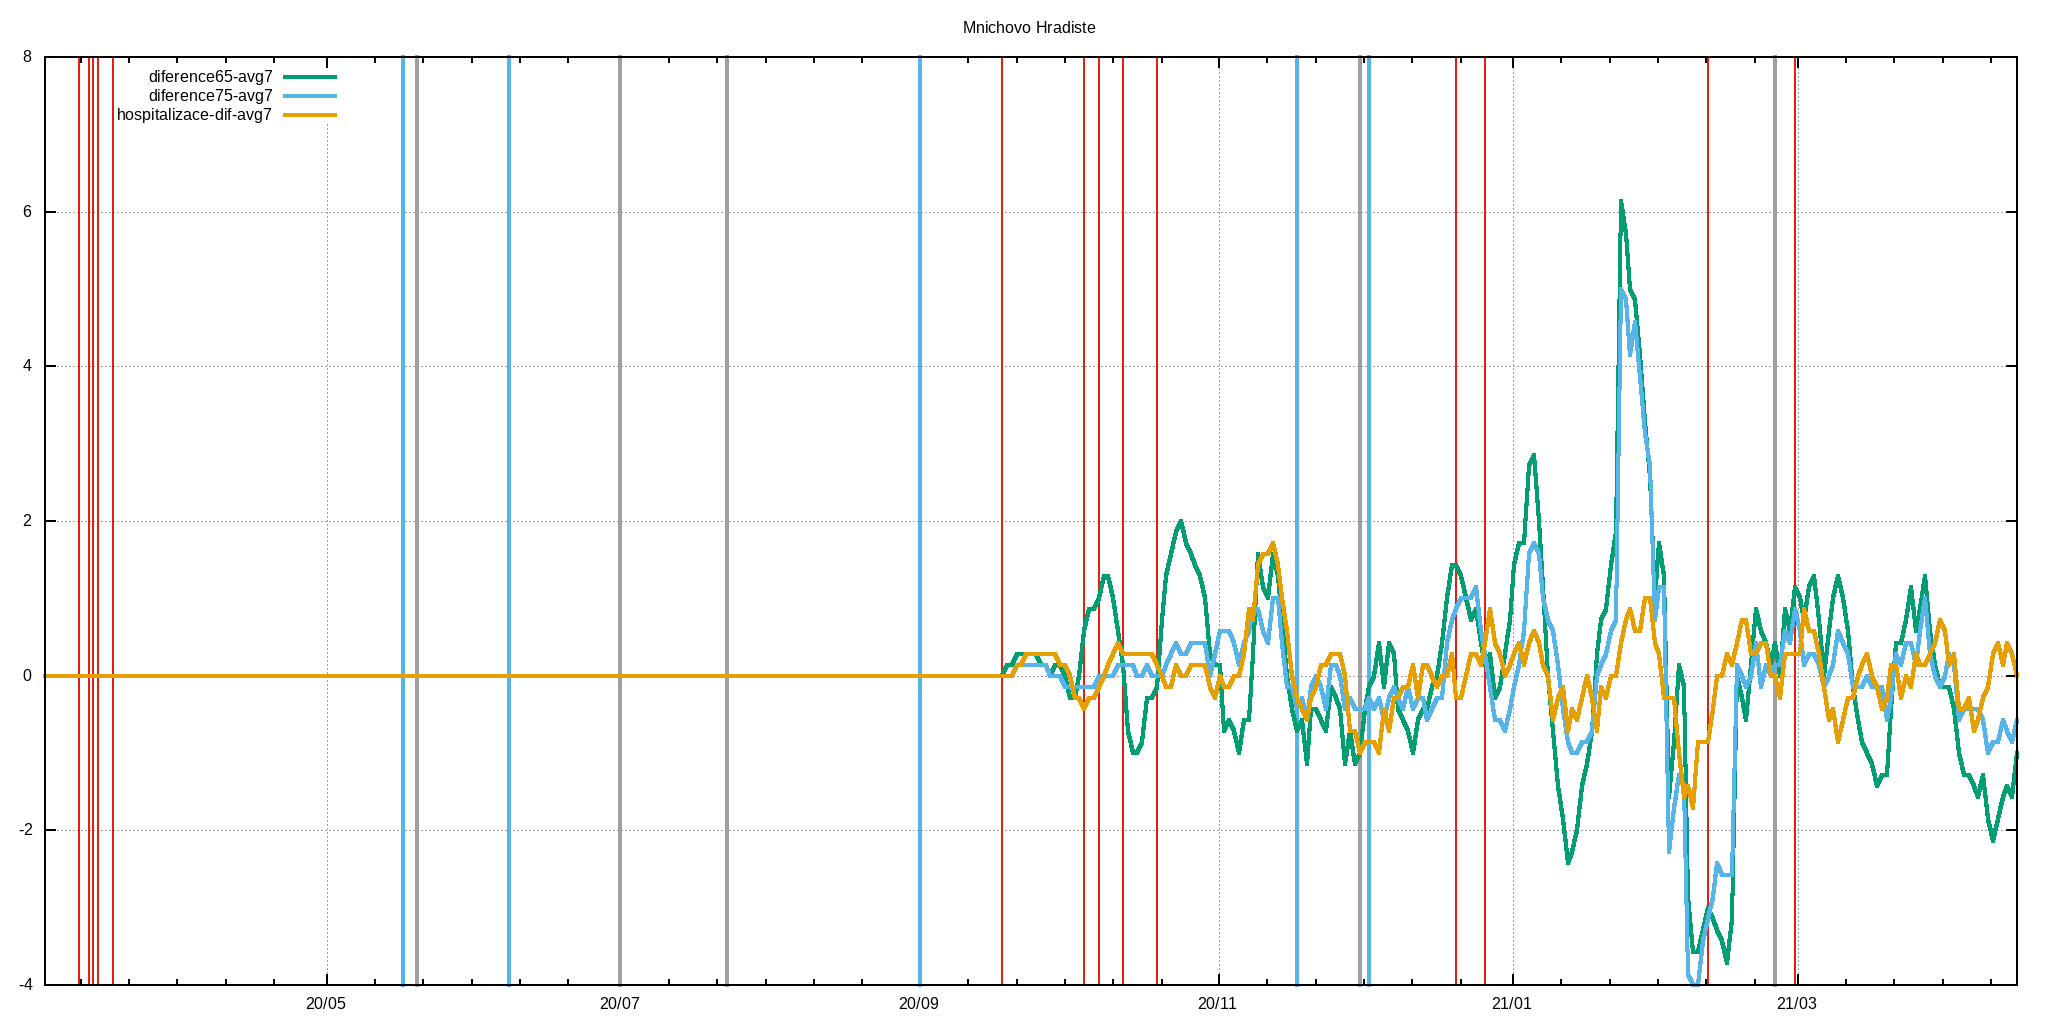 Mnichovo Hradiste
8
diference65-avg7
diference75-avg7
hospitalizace-dif-avg7
6
4
2
0
-2
-4
20/05 20/07 20/09 20/11 21/01 21/03